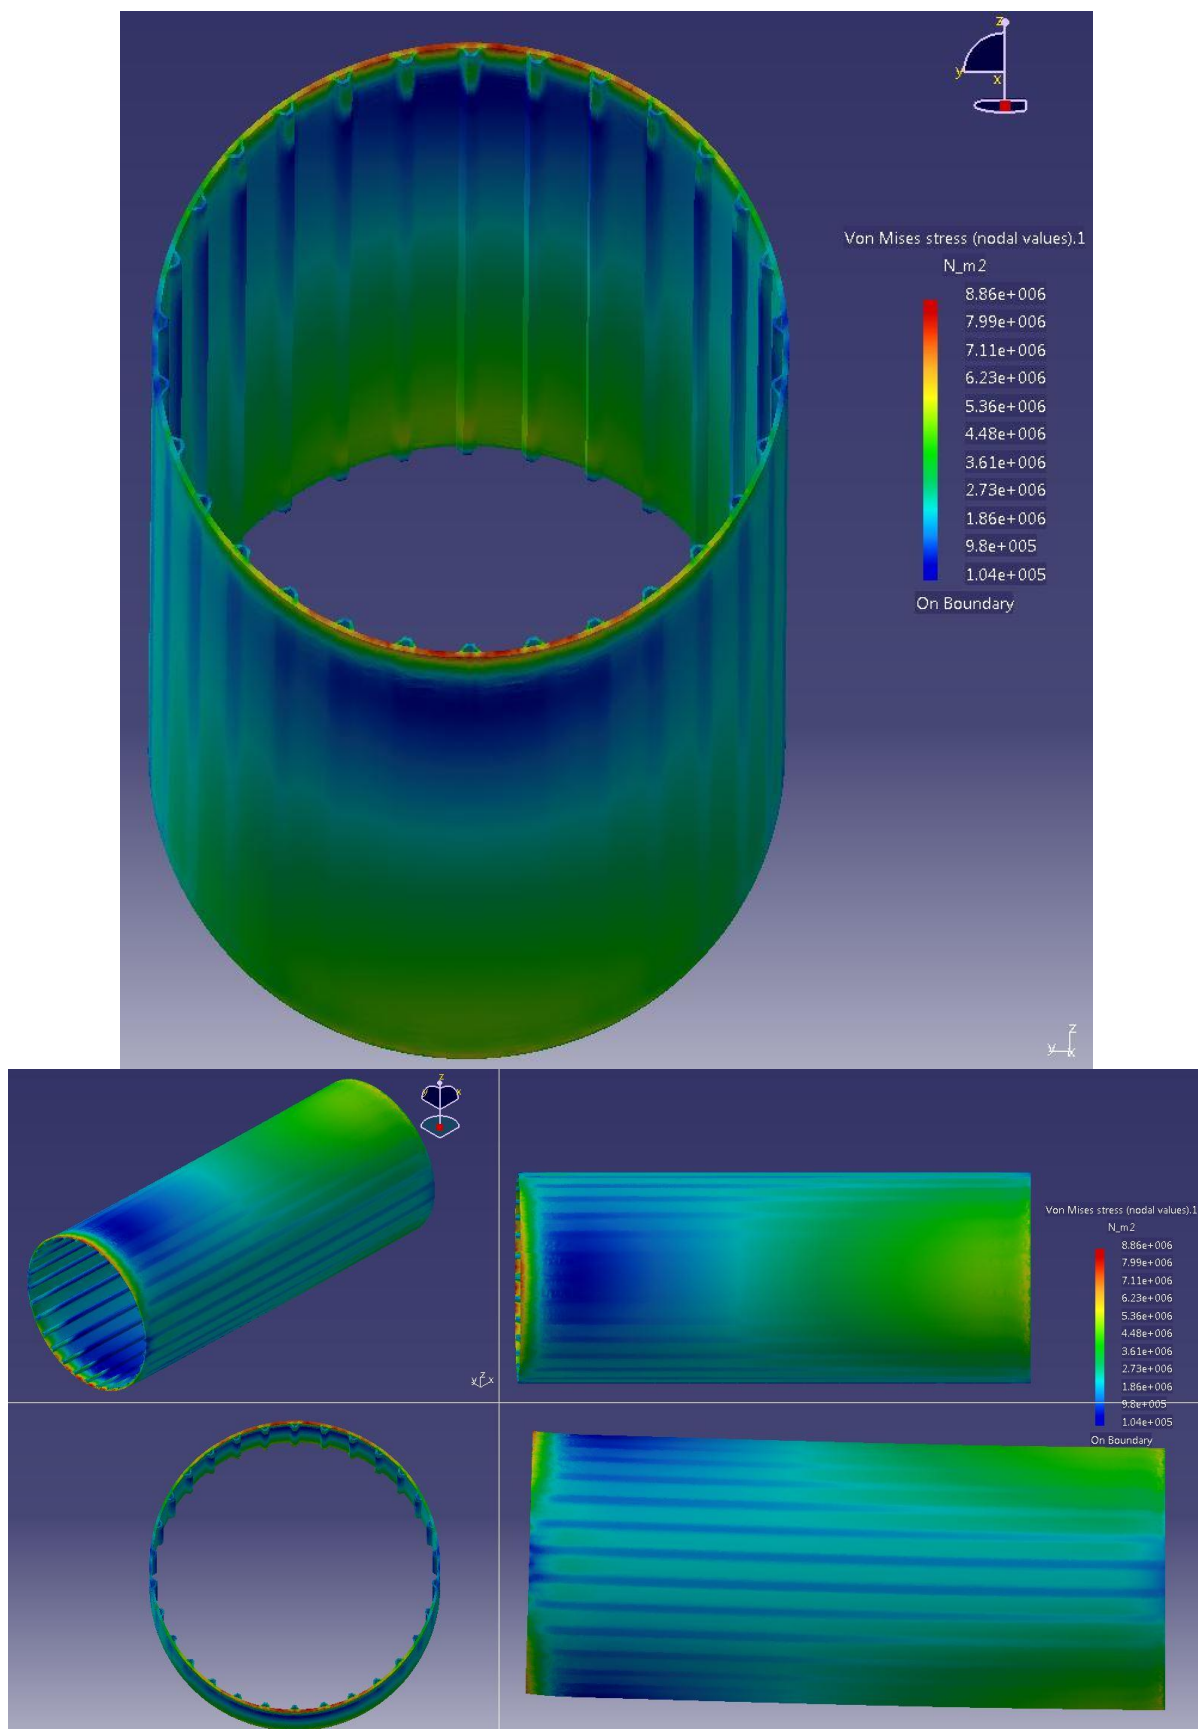 z
y
x
Von Mises stress (nodal values).1
N_m2
8.86e+006
7.99e+006
7.11e+006
6.23e+006
5.36e+006
4.48e+006
3.61e+006
2.73e+006
1.86e+006
9.8e+005
1.04e+005
On Boundary
z
y
x
z
y
x
z
y
x
Von Mises stress (nodal values).1
N_m2
8.86e+006
7.99e+006
7.11e+006
6.23e+006
5.36e+006
4.48e+006
3.61e+006
2.73e+006
1.86e+006
9.8e+005
1.04e+005
On Boundary